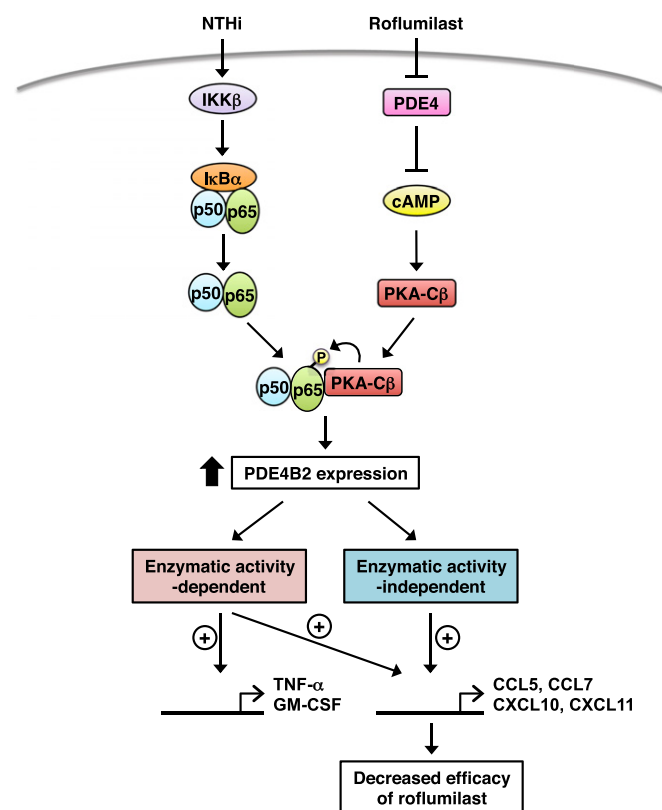 NTHi
Roflumilast
IKKβ
PDE4
IκBα
p50 p65
cAMP
p50 p65
PKA-Cβ
P
p50 p65 PKA-Cβ
PDE4B2 expression
Enzymatic activity
-dependent
Enzymatic activity
-independent
+
+
+
TNF-α
GM-CSF
CCL5, CCL7
CXCL10, CXCL11
Decreased efficacy
of roflumilast